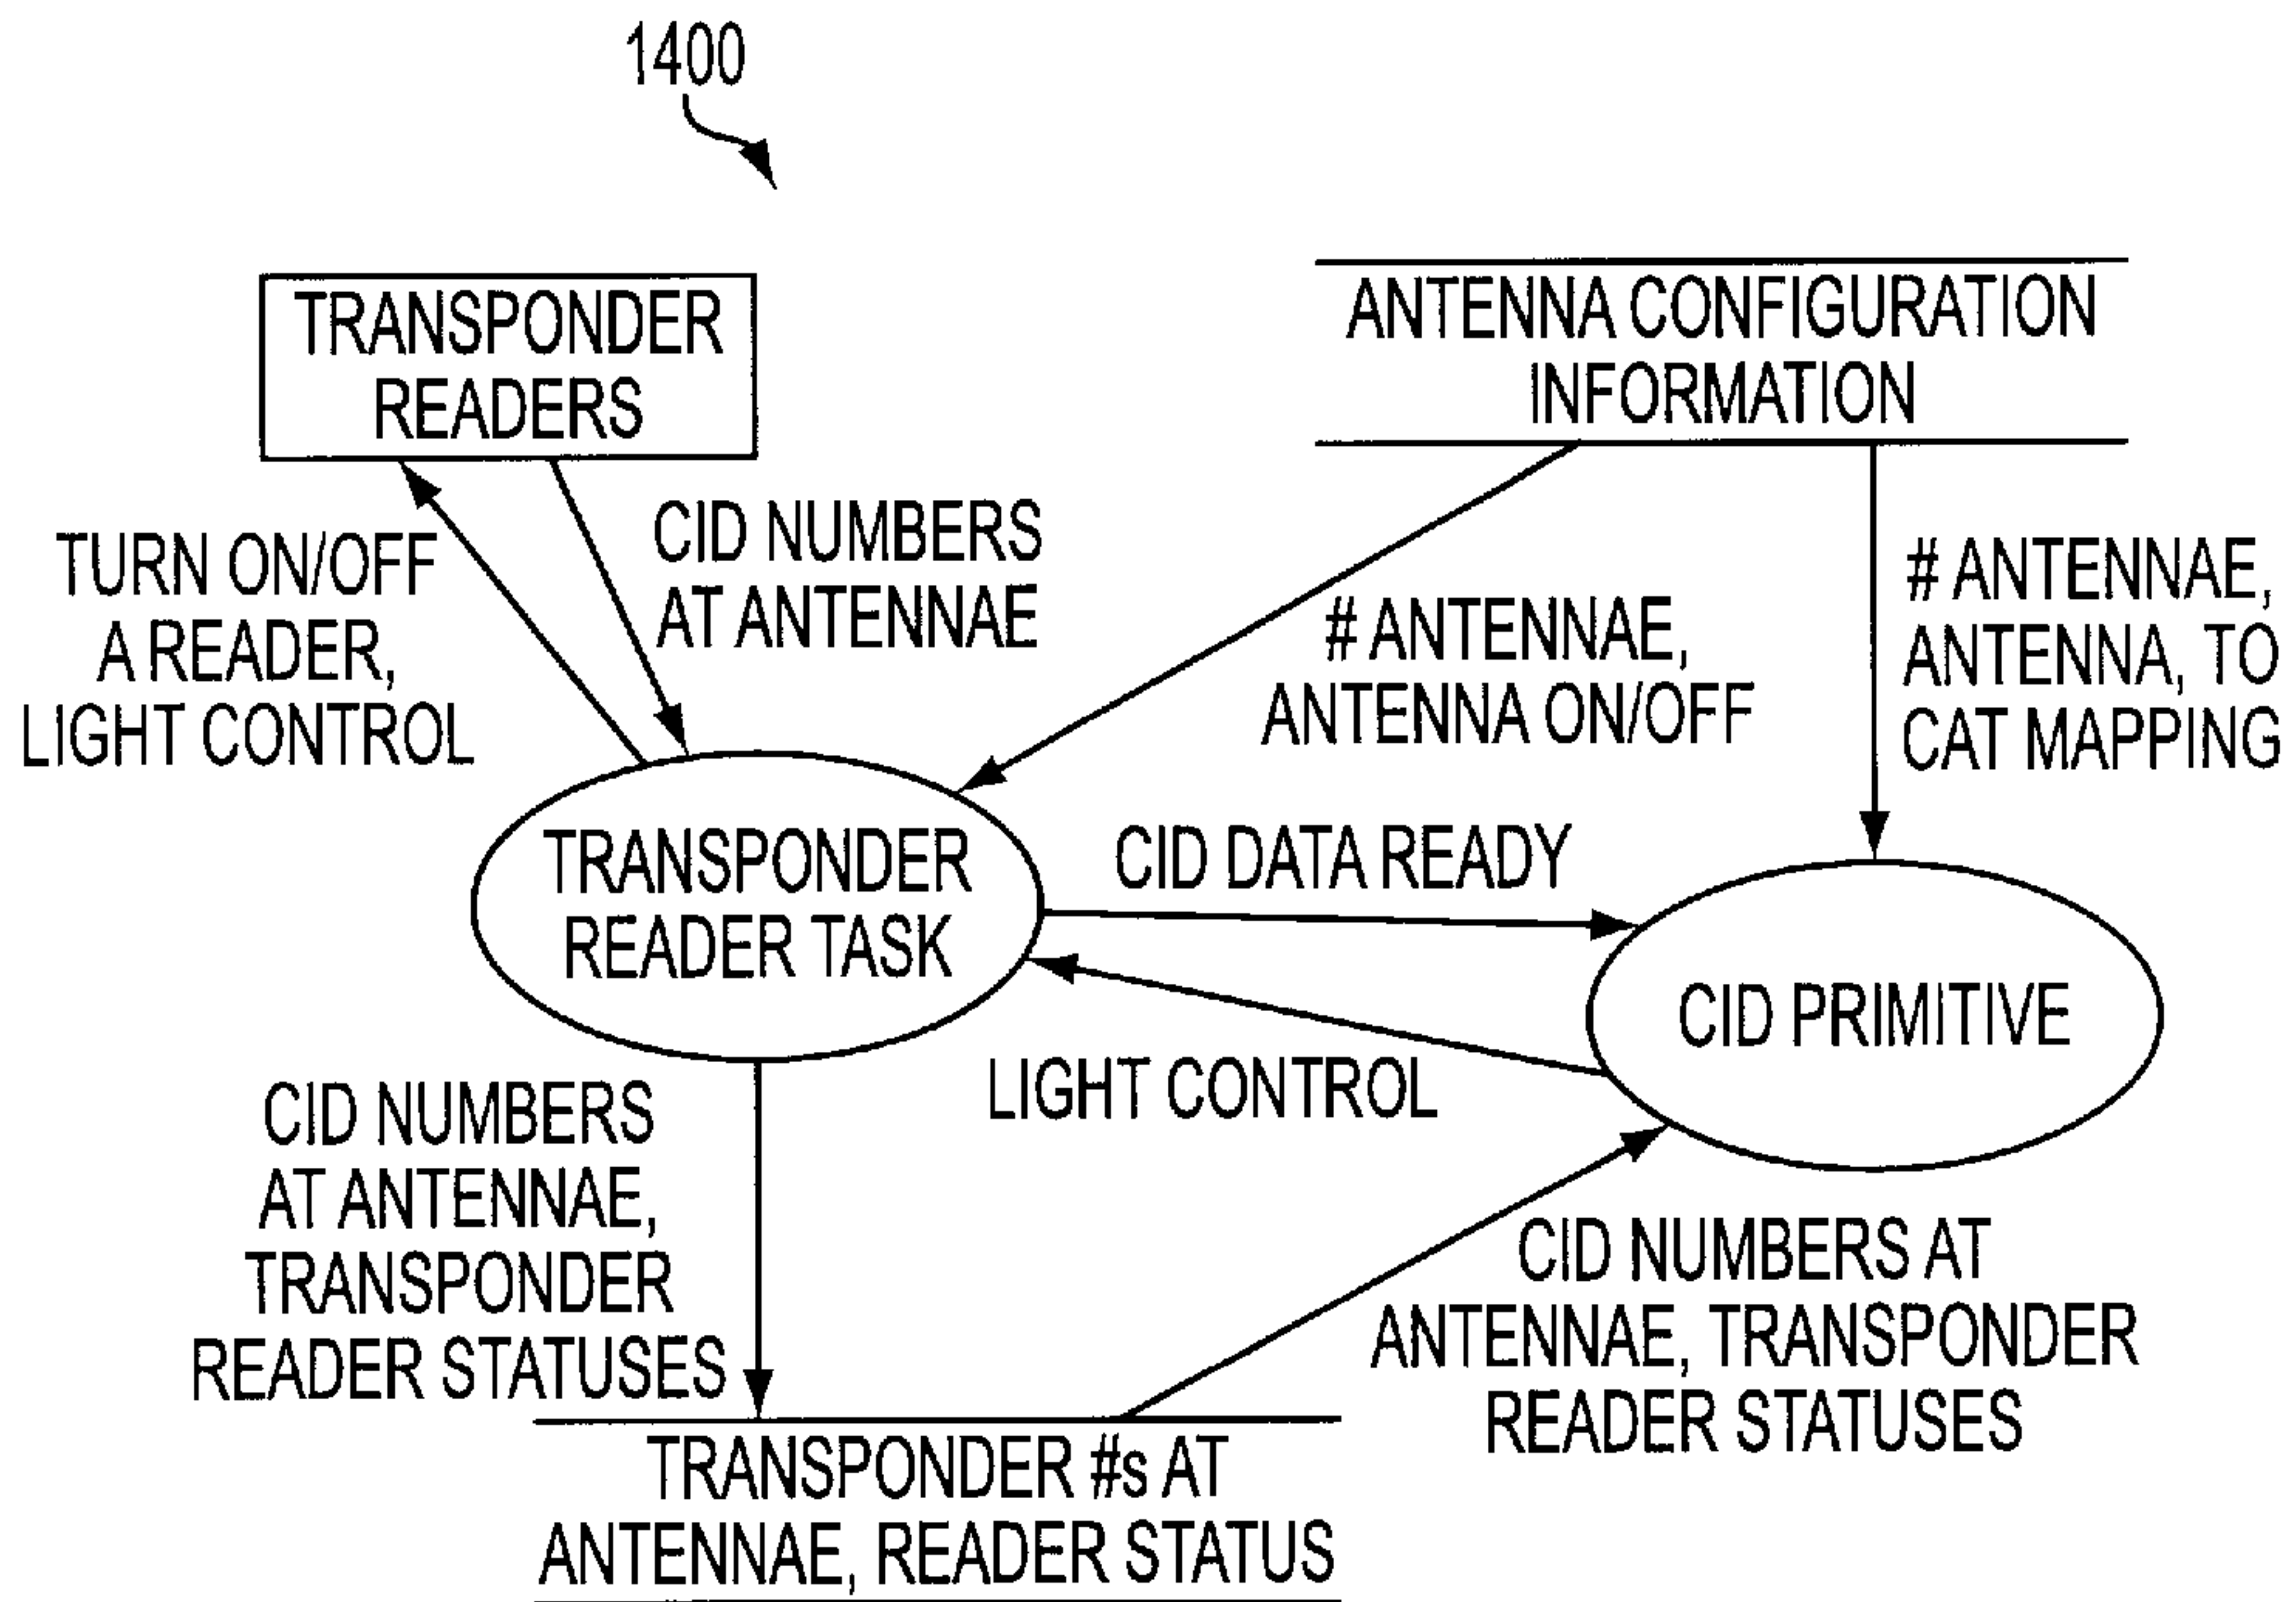 1400
TRANSPONDER
READERS
ANTENNA CONFIGURATION
INFORMATION
TURN ON/OFF
A READER,
LIGHT CONTROL
CID NUMBERS
AT ANTENNAE
# ANTENNAE,
ANTENNA ON/OFF
# ANTENNAE,
ANTENNA, TO
CAT MAPPING
TRANSPONDER
READER TASK
CID DATA READY
CID PRIMITIVE
LIGHT CONTROL
CID NUMBERS
AT ANTENNAE,
TRANSPONDER
READER STATUSES
CID NUMBERS AT
ANTENNAE, TRANSPONDER
READER STATUSES
TRANSPONDER #s AT
ANTENNAE, READER STATUS